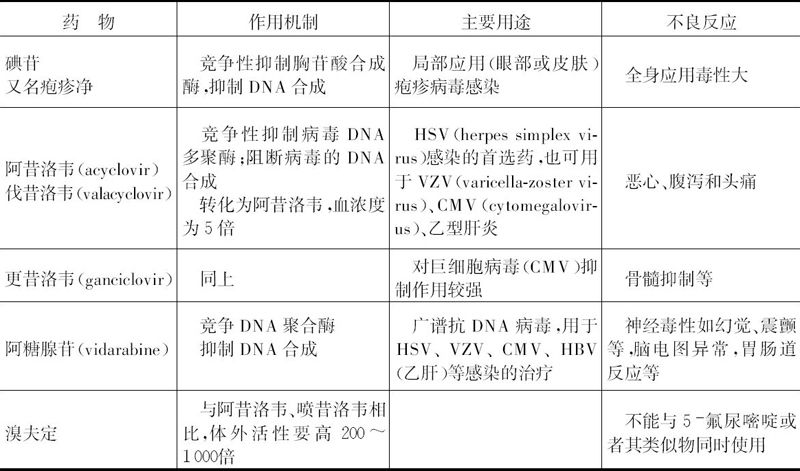 药　物　作用机制　主要用途　不良反应
碘苷
又名疱疹净
竞争性抑制胸苷酸合成
酶,抑制DNA合成
局部应用(眼部或皮肤)
疱疹病毒感染
全身应用毒性大
阿昔洛韦(acyclovir)
伐昔洛韦(valacyclovir)
竞争性抑制病毒DNA
多聚酶;阻断病毒的DNA
合成
转化为阿昔洛韦,血浓度
为5倍
HSV(herpes simplex vi-
rus)感染的首选药,也可用
于VZV(varicella-zoster vi-
rus)、CMV(cytomegalovir-
us)、乙型肝炎
恶心、腹泻和头痛
更昔洛韦(ganciclovir)
同上
对巨细胞病毒(CMV)抑
制作用较强
骨髓抑制等
阿糖腺苷(vidarabine)
竞争DNA聚合酶
抑制DNA合成
广谱抗DNA病毒,用于
HSV、VZV、CMV、HBV
(乙肝)等感染的治疗
神经毒性如幻觉、震颤
等,脑电图异常,胃肠道
反应等
溴夫定
与阿昔洛韦、喷昔洛韦相
比,体外活性要高200～
1000倍
不能与5-氟尿嘧啶或
者其类似物同时使用